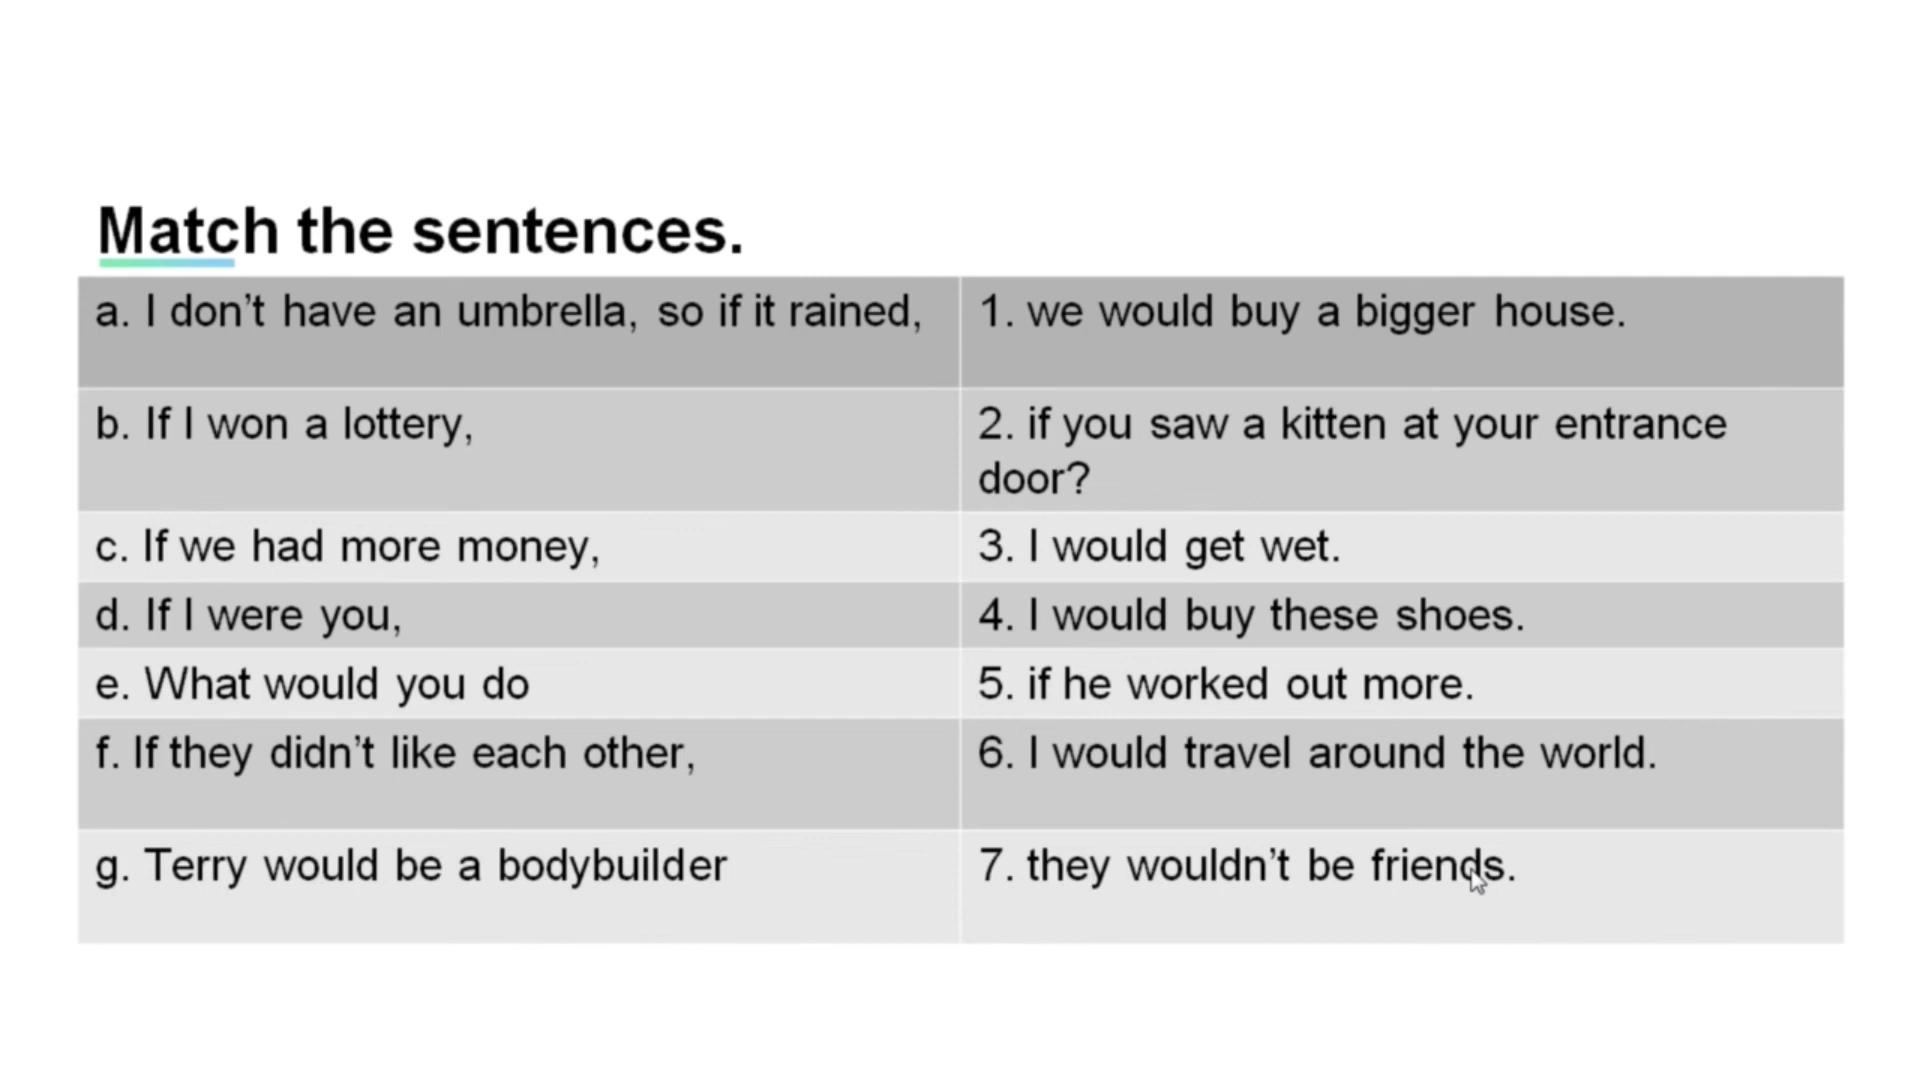 Match the sentences.
a. I don’t have an umbrella, so if it rained,
1. we would buy a bigger house.
b. If I won a lottery,
2. if you saw a kitten at your entrance
door?
c. If we had more money,
3. I would get wet.
d. If I were you,
4. I would buy these shoes.
e. What would you do
5. if he worked out more.
f. If they didn’t like each other,
6. I would travel around the world.
g. Terry would be a bodybuilder
7. they wouldn’t be friends.